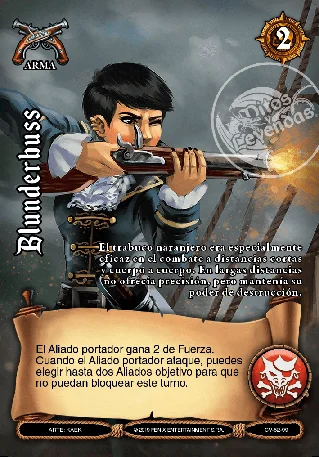 ARMA
2
Mitos y
Leyendas
Blunderbuss
El trabuco naranjero era especialmente
eficaz en el combate a distancias cortas
y cuerpo a cuerpo. En largas distancias
no ofrecía precisión, pero mantenía su
poder de destrucción.
El Aliado portador gana 2 de Fuerza.
Cuando el Aliado portador ataque, puedes
elegir hasta dos Aliados objetivo para que
no puedan bloquear este turno.